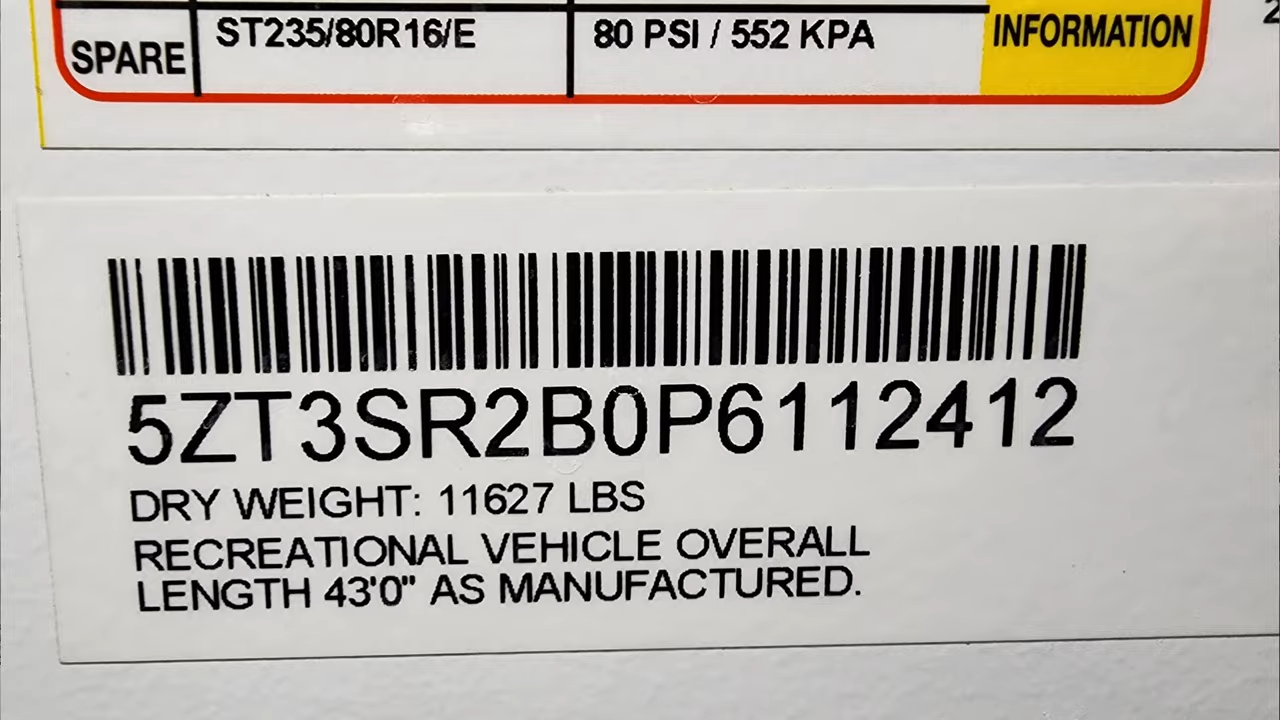 SPARE ST235/80R16/E 80 PSI / 552 KPA INFORMATION
5ZT3SR2B0P6112412
DRY WEIGHT: 11627 LBS
RECREATIONAL VEHICLE OVERALL
LENGTH 43'0" AS MANUFACTURED.